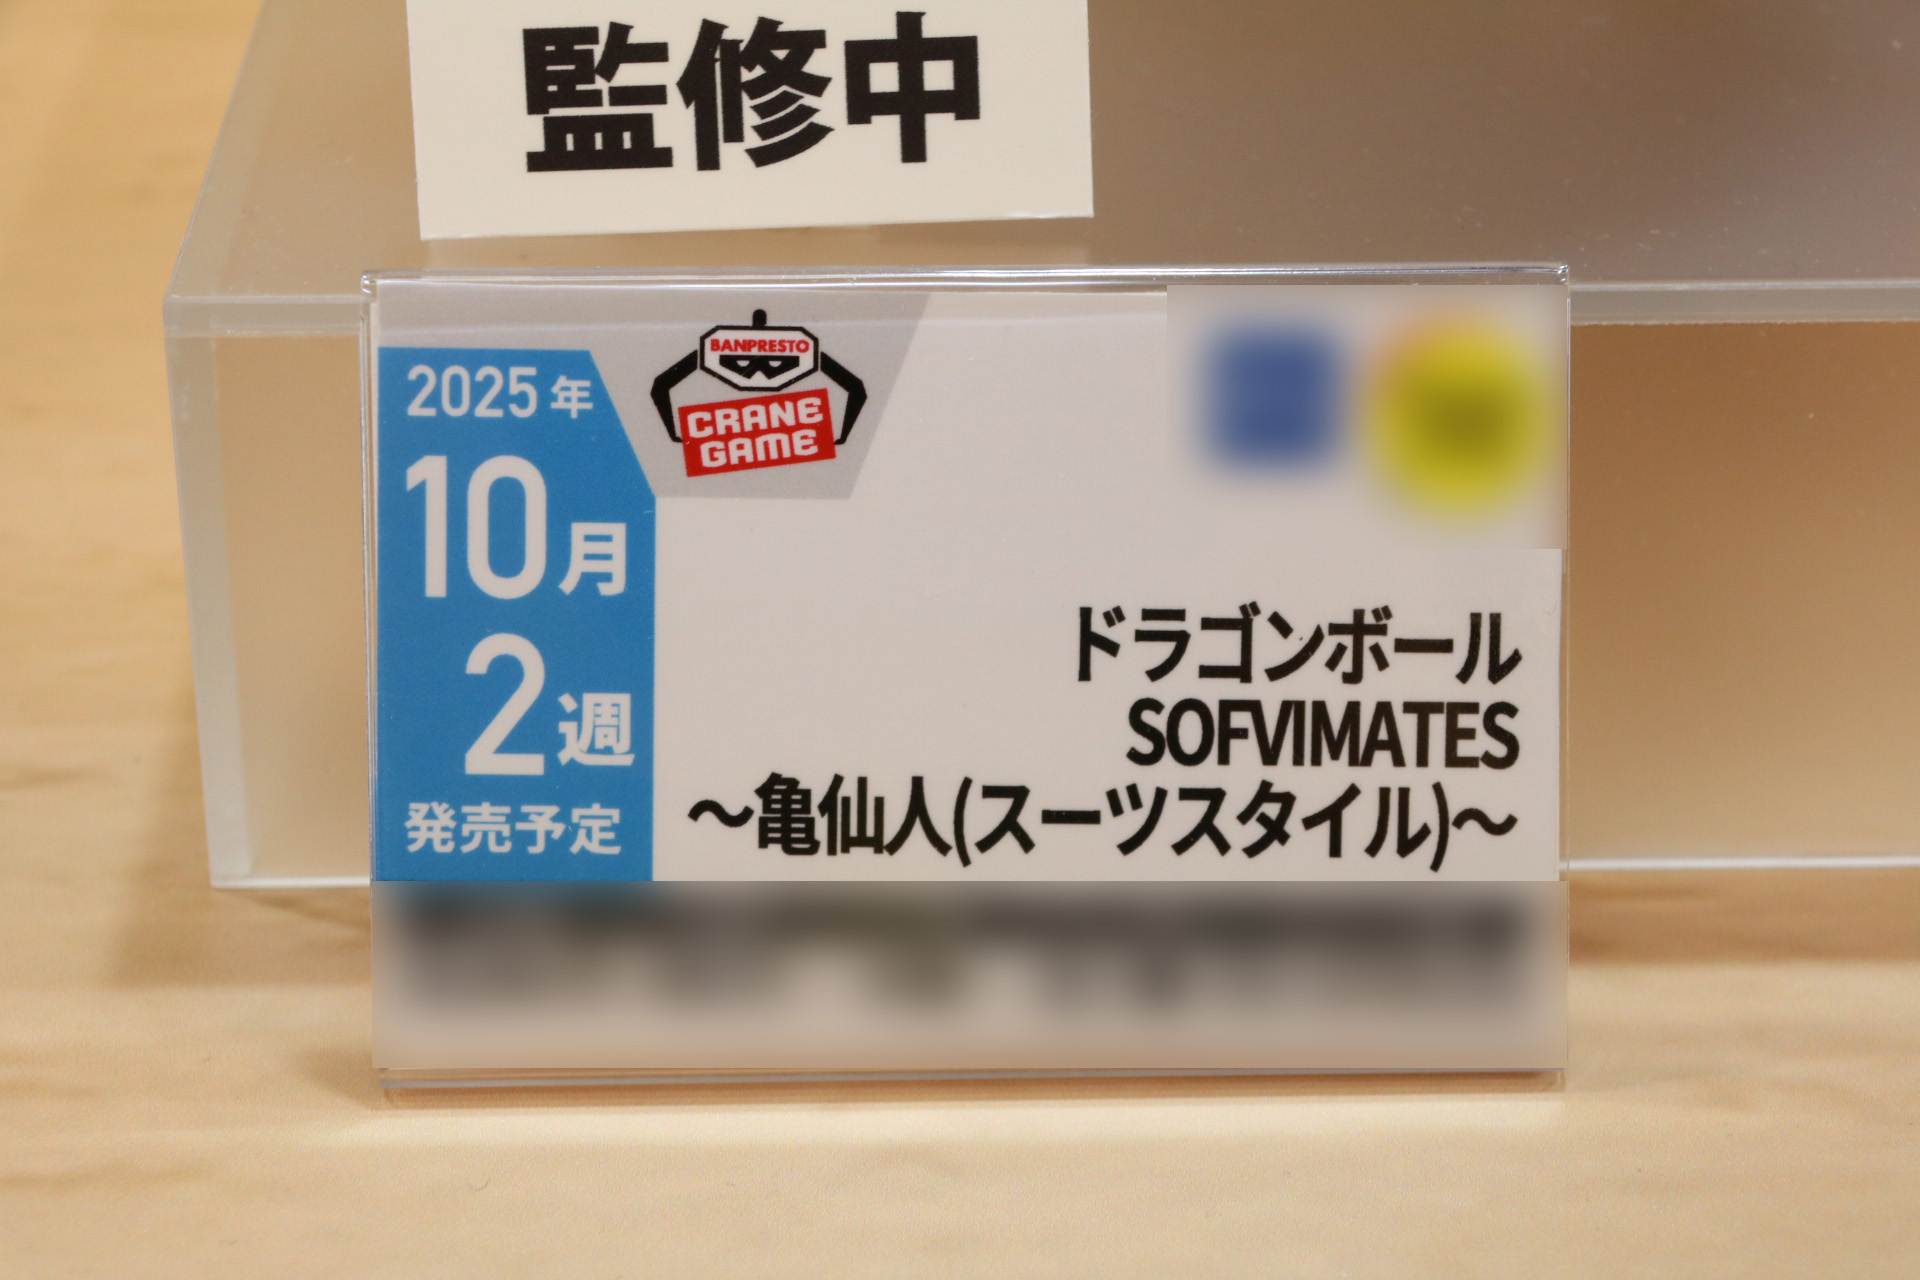 監修中
BANPRESTO
CRANE
GAME
2025年
10月
2週
発売予定
ドラゴンボール
SOFVIMATES
～亀仙人(スーツスタイル)～